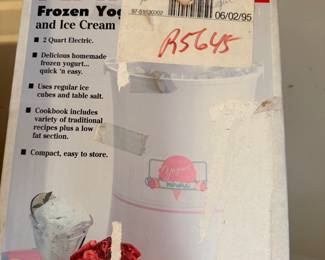 Frozen Yog
and Ice Cream
97-51530002
06/02/95
R5645
▪ 2 Quart Electric.
▪ Delicious homemade
frozen yogurt...
quick 'n easy.
▪ Uses regular ice
cubes and table salt.
▪ Cookbook includes
variety of traditional
recipes plus a low
fat section.
▪ Compact, easy to store.